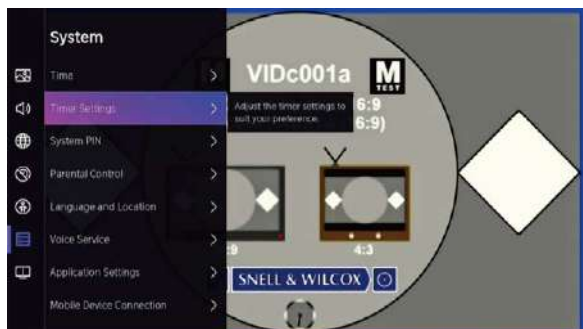 System
Time
Timer Settings
System PIN
Parental Control
Language and Location
Voice Service
Application Settings
Mobile Device Connection
Adjust the timer settings to
suit your preference.
VIDc001a
M
TEST
6:9
6:9)
:9
4:3
SNELL & WILCOX